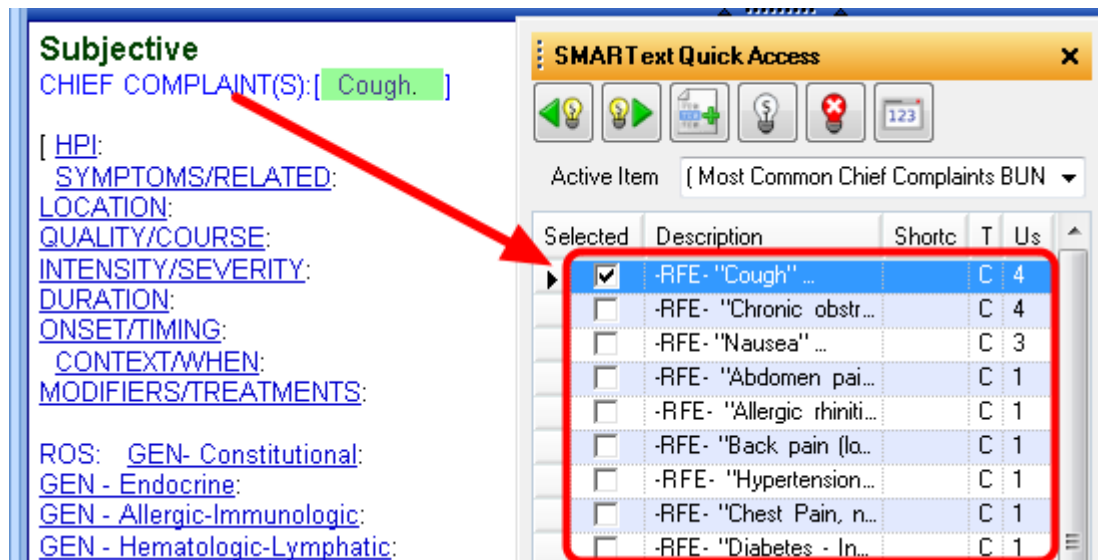 Subjective
CHIEF COMPLAINT(S):[ Cough. ]
[ HPI:
SYMPTOMS/RELATED:
LOCATION:
QUALITY/COURSE:
INTENSITY/SEVERITY:
DURATION:
ONSET/TIMING:
CONTEXT/WHEN:
MODIFIERS/TREATMENTS:
ROS: GEN- Constitutional:
GEN - Endocrine:
GEN - Allergic-Immunologic:
GEN - Hematologic-Lymphatic:
SMARText Quick Access
123
Active Item ( Most Common Chief Complaints BUN
Selected Description Shortc T Us
-RFE- "Cough" ... C 4
-RFE- "Chronic obstr... C 4
-RFE- "Nausea" ... C 3
-RFE- "Abdomen pai... C 1
-RFE- "Allergic rhiniti... C 1
-RFE- "Back pain (lo... C 1
-RFE- "Hypertension... C 1
-RFE- "Chest Pain, n... C 1
-RFE- "Diabetes - In... C 1